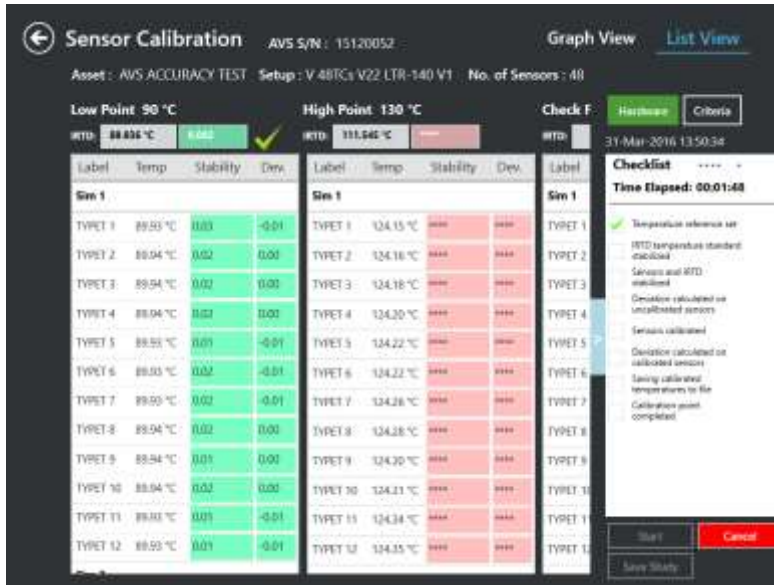 Sensor Calibration AVS S/N : 15120052 Graph View List View
Asset : AVS ACCURACY TEST Setup : V 48TCs V22 LTR-140 V1 No. of Sensors : 48
Low Point 90 °C High Point 130 °C Check P Hardware Criteria
IRTD: °C IRTD: 111.545 °C **** IRTD:
31-Mar-2016 13:50:34
Label Temp Stability Dev. Label Temp Stability Dev. Label Checklist
Sim 1 Sim 1 Sim 1 Time Elapsed: 00:01:48
TYPET 1 89.93 °C 0.03 -0.01 TYPET 1 124.15 °C **** **** TYPET 1
Temperature reference set
TYPET 2 89.94 °C 0.02 0.00 TYPET 2 124.16 °C **** **** TYPET 2
IRTD temperature standard stabilized
TYPET 3 89.94 °C 0.02 0.00 TYPET 3 124.18 °C **** **** TYPET 3
Sensors and IRTD stabilized
TYPET 4 89.94 °C 0.02 0.00 TYPET 4 124.20 °C **** **** TYPET 4
Deviation calculated on uncalibrated sensors
TYPET 5 89.93 °C 0.01 -0.01 TYPET 5 124.22 °C **** **** TYPET 5
Sensors calibrated
TYPET 6 89.93 °C 0.02 -0.01 TYPET 6 124.22 °C **** **** TYPET 6
Deviation calculated on calibrated sensors
TYPET 7 89.93 °C 0.02 -0.01 TYPET 7 124.26 °C **** **** TYPET 7
Saving calibrated temperatures to file
TYPET 8 89.94 °C 0.02 0.00 TYPET 8 124.28 °C **** **** TYPET 8
Calibration point completed
TYPET 9 89.94 °C 0.01 0.00 TYPET 9 124.30 °C **** **** TYPET 9
TYPET 10 89.94 °C 0.02 0.00 TYPET 10 °C **** **** TYPET 10
TYPET 11 89.93 °C 0.01 -0.01 TYPET 11 124.34 °C **** **** TYPET 11
TYPET 12 89.93 °C 0.01 -0.01 TYPET 12 124.35 °C **** **** TYPET 12
Start Cancel
Save Study